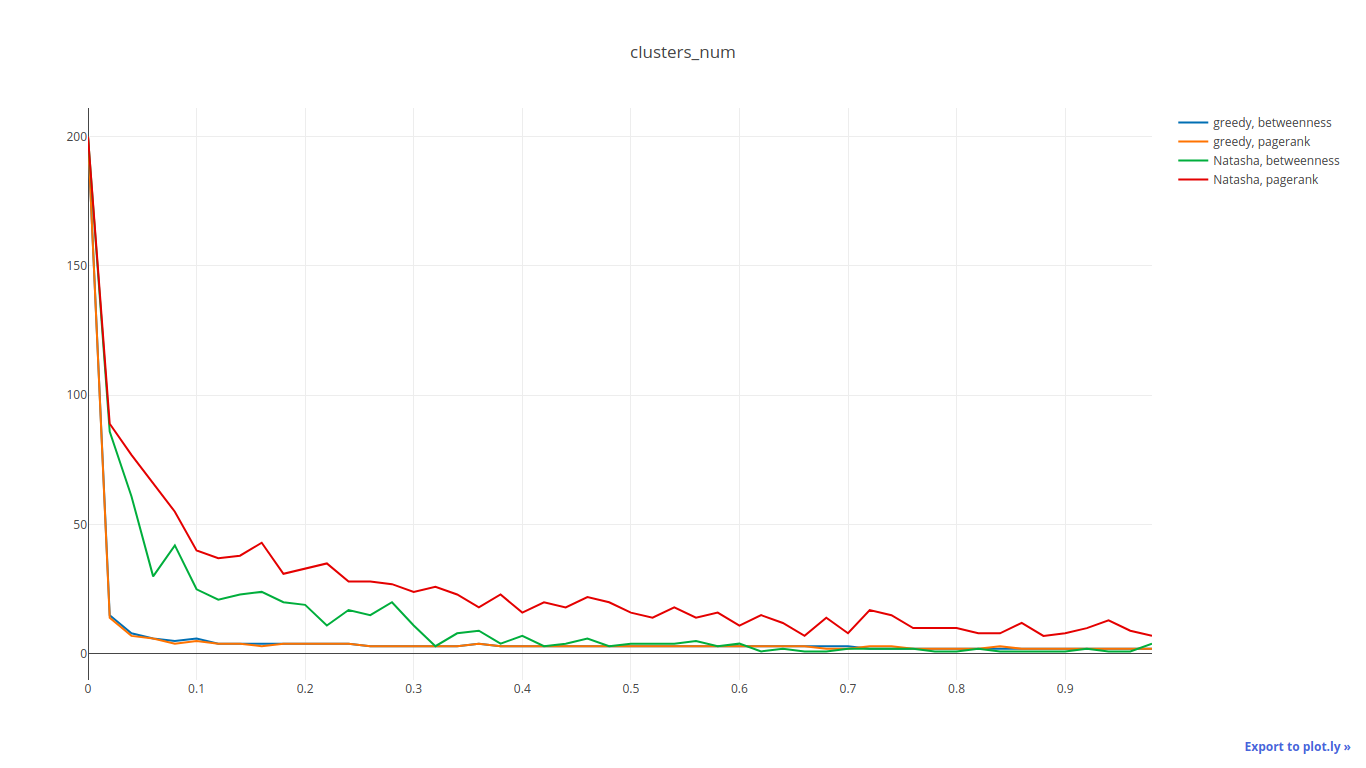 clusters_num
greedy, betweenness
greedy, pagerank
Natasha, betweenness
Natasha, pagerank
200
150
100
50
0
0 0.1 0.2 0.3 0.4 0.5 0.6 0.7 0.8 0.9
Export to plot.ly »